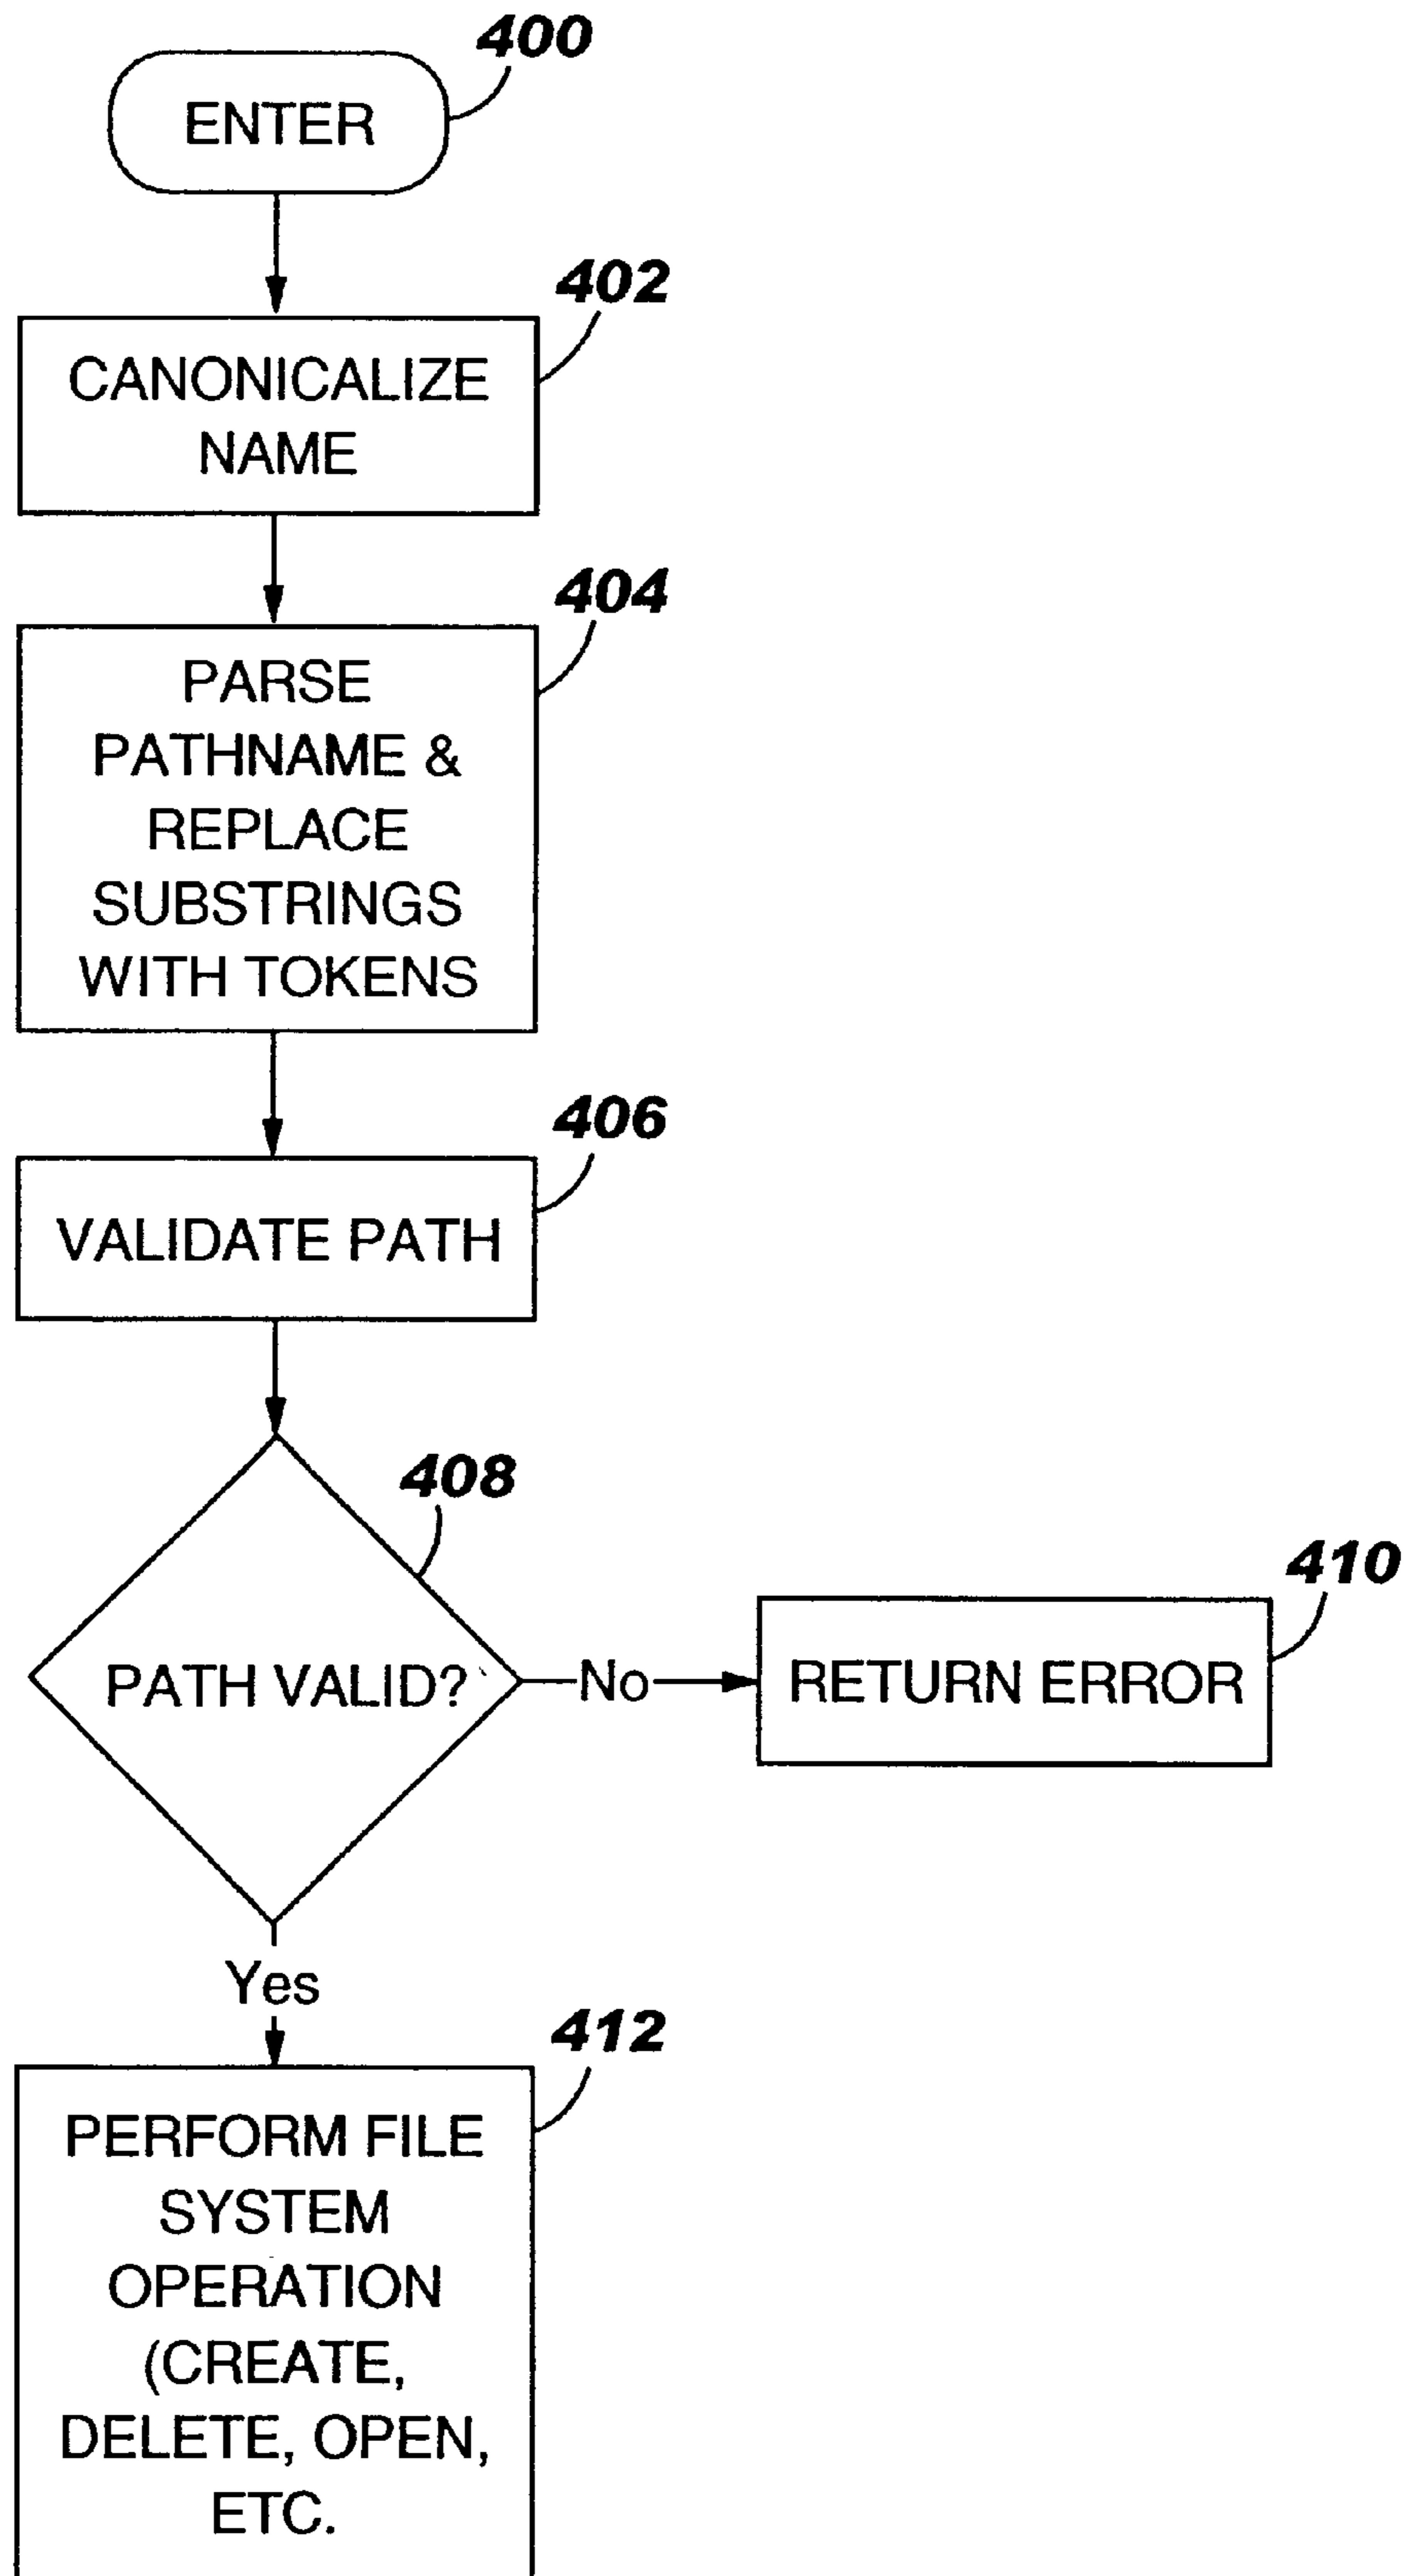 400
ENTER
402
CANONICALIZE
NAME
404
PARSE
PATHNAME &
REPLACE
SUBSTRINGS
WITH TOKENS
406
VALIDATE PATH
408
PATH VALID?
No
410
RETURN ERROR
Yes
412
PERFORM FILE
SYSTEM
OPERATION
(CREATE,
DELETE, OPEN,
ETC.